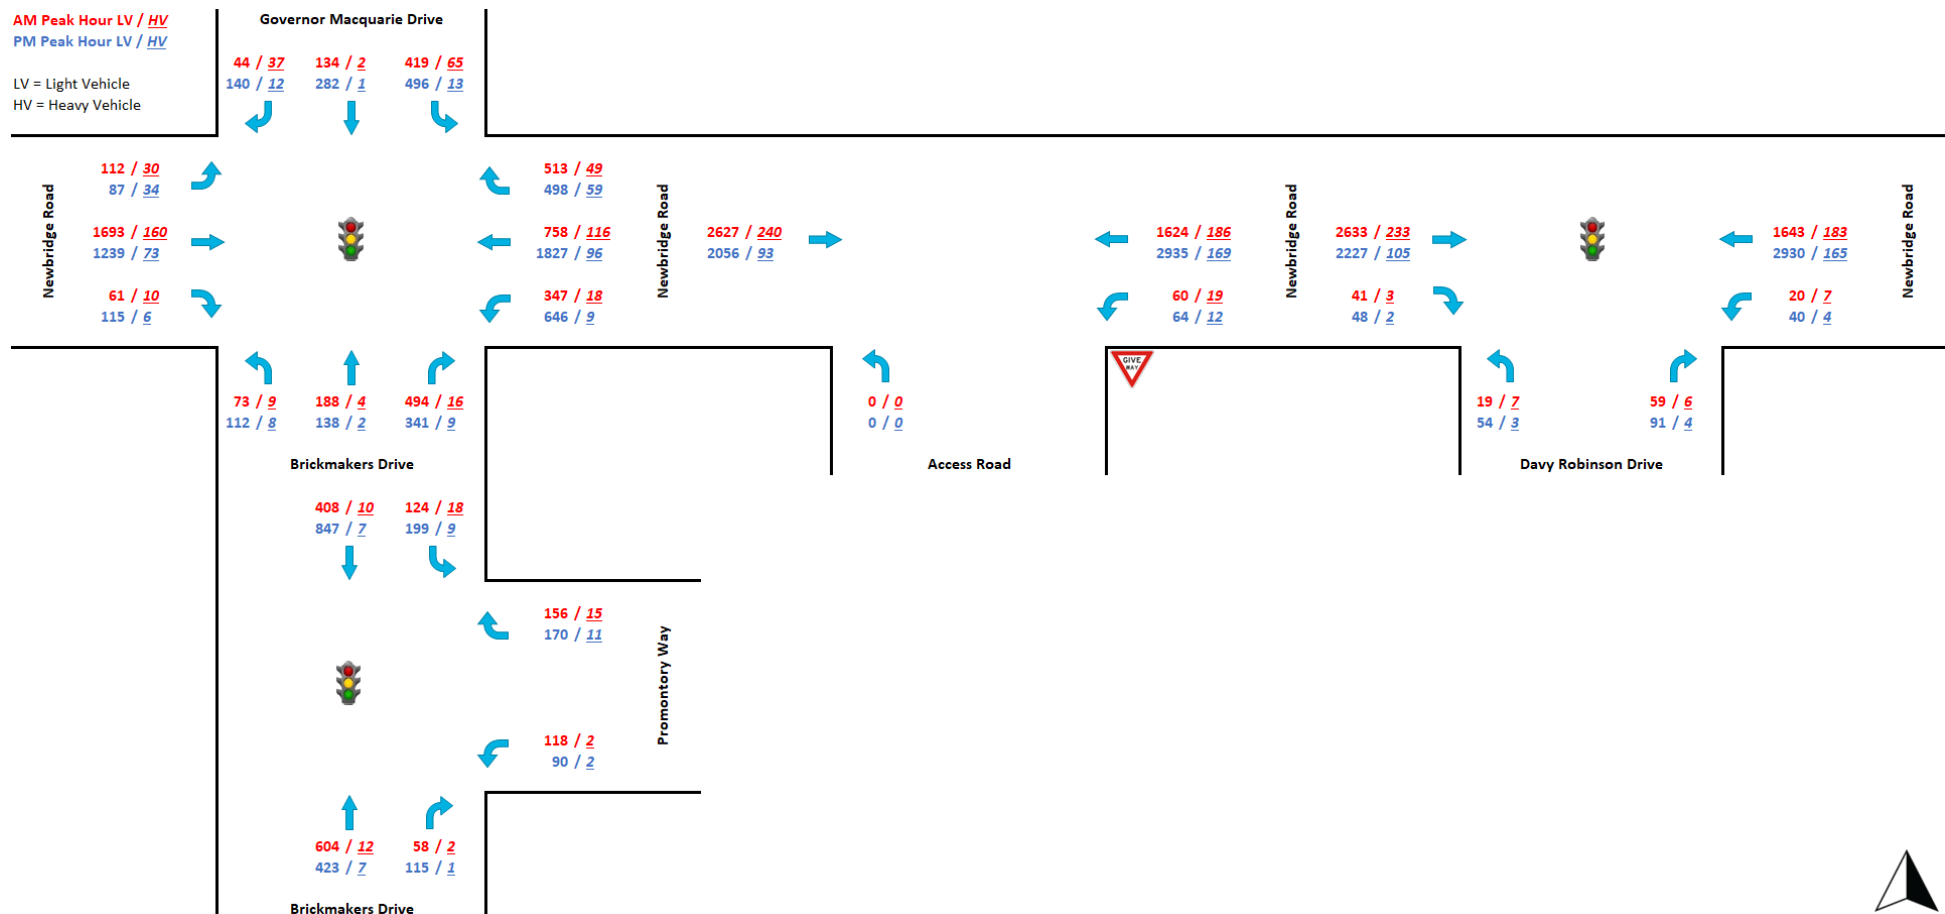 AM Peak Hour LV / HV
PM Peak Hour LV / HV
LV = Light Vehicle
HV = Heavy Vehicle
Governor Macquarie Drive
44 / 37 134 / 2 419 / 65
140 / 12 282 / 1 496 / 13
Newbridge Road
112 / 30
87 / 34
1693 / 160
1239 / 73
61 / 10
115 / 6
513 / 49
498 / 59
758 / 116
1827 / 96
347 / 18
646 / 9
Newbridge Road
2627 / 240
2056 / 93
1624 / 186
2935 / 169
60 / 19
64 / 12
Newbridge Road
2633 / 233
2227 / 105
41 / 3
48 / 2
1643 / 183
2930 / 165
20 / 7
40 / 4
Newbridge Road
73 / 9 188 / 4 494 / 16
112 / 8 138 / 2 341 / 9
Brickmakers Drive
0 / 0
0 / 0
Access Road
GIVE
WAY
19 / 7 59 / 6
54 / 3 91 / 4
Davy Robinson Drive
408 / 10 124 / 18
847 / 7 199 / 9
156 / 15
170 / 11
118 / 2
90 / 2
Promontory Way
604 / 12 58 / 2
423 / 7 115 / 1
Brickmakers Drive